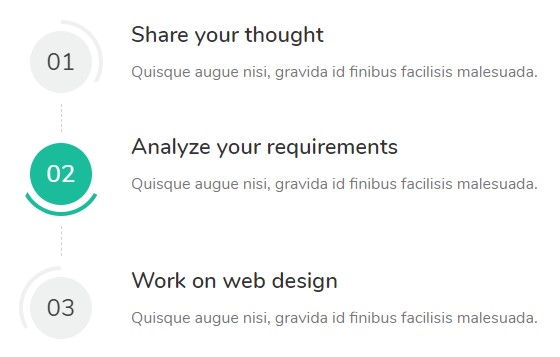 01
Share your thought
Quisque augue nisi, gravida id finibus facilisis malesuada.
02
Analyze your requirements
Quisque augue nisi, gravida id finibus facilisis malesuada.
03
Work on web design
Quisque augue nisi, gravida id finibus facilisis malesuada.